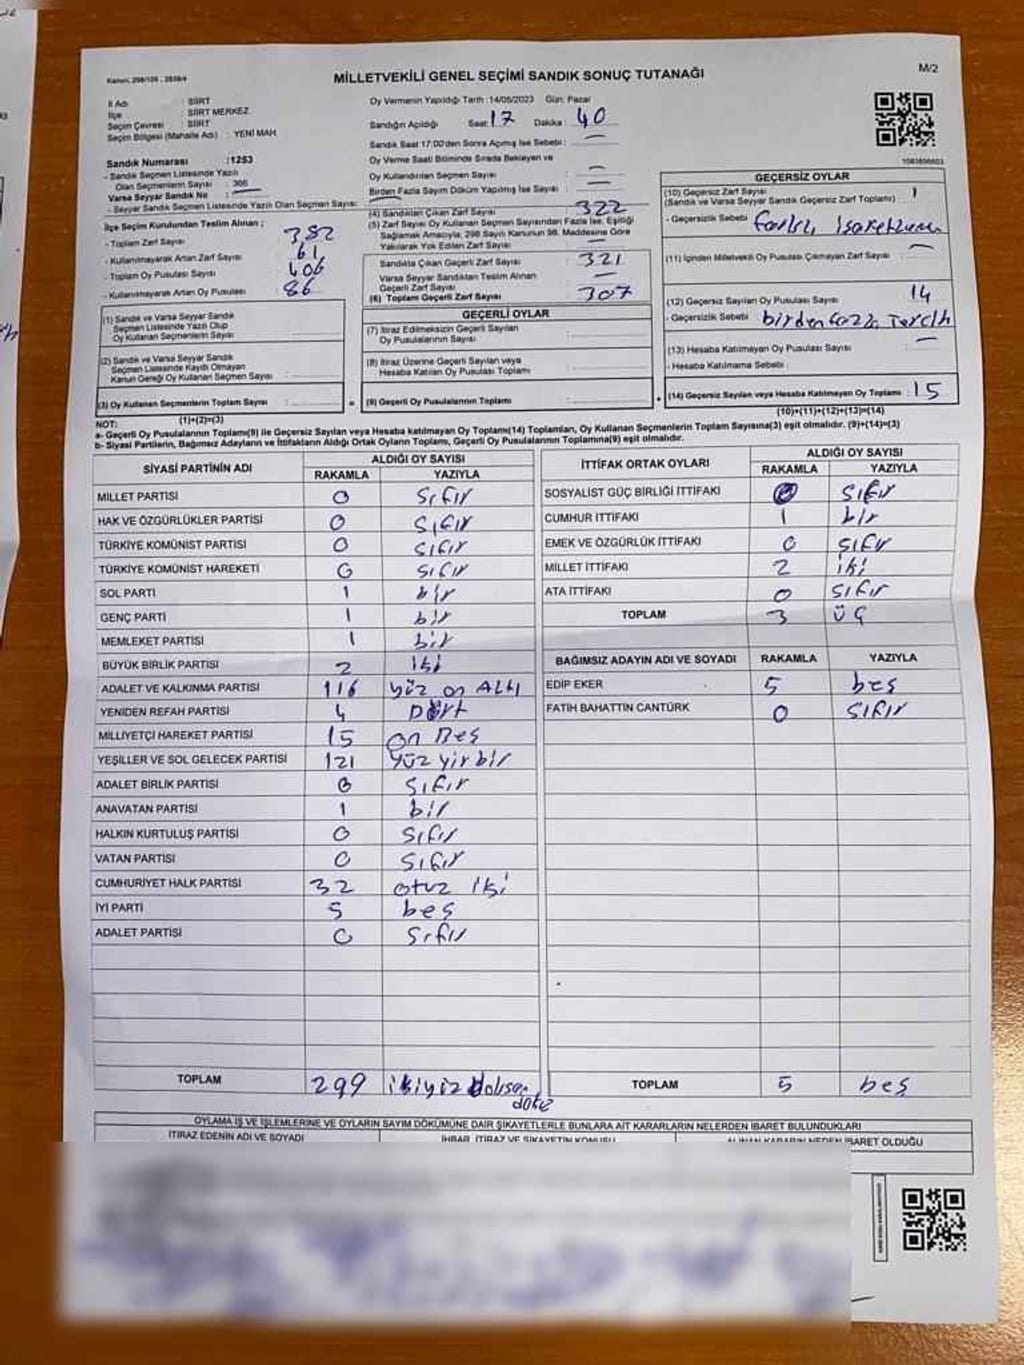 Kanun: 298/105 , 2839/4
MİLLETVEKİLİ GENEL SEÇİMİ SANDIK SONUÇ TUTANAĞI
M/2
İl Adı : SİİRT
İlçe : SİİRT MERKEZ
Seçim Çevresi : SİİRT
Seçim Bölgesi (Mahalle Adı) : YENİ MAH.
Sandık Numarası : 1253
- Sandık Seçmen Listesinde Yazılı
Olan Seçmenlerin Sayısı : 366
Varsa Seyyar Sandık No :
- Seyyar Sandık Listesinde Yazılı Olan Seçmen Sayısı:
İlçe Seçim Kurulundan Teslim Alınan ;
- Toplam Zarf Sayısı : 382
- Kullanılmayarak Artan Zarf Sayısı : 61
- Toplam Oy Pusulası Sayısı : 406
- Kullanılmayarak Artan Oy Pusulası : 86
(1) Sandık ve Varsa Seyyar Sandık
Seçmen Listesinde Yazılı Olup
Oy Kullanan Seçmenlerin Sayısı :
(2) Sandık ve Varsa Seyyar Sandık
Seçmen Listesinde Kayıtlı Olmayan
Kanun Gereği Oy Kullanan Seçmen Sayısı :
(3) Oy Kullanan Seçmenlerin Toplam Sayısı :
(1)+(2)=(3)
Oy Vermenin Yapıldığı Tarih :14/05/2023 Gün: Pazar
Sandığın Açıldığı Saat: 17 Dakika : 40
Sandık Saat 17:00'den Sonra Açılmış İse Sebebi : —
Oy Verme Saati Bitiminde Sırada Bekleyen ve
Oy Kullandırılan Seçmen Sayısı : —
Birden Fazla Sayım Döküm Yapılmış İse Sayısı : —
(4) Sandıktan Çıkan Zarf Sayısı : 322
(5) Zarf Sayısı Oy Kullanan Seçmen Sayısından Fazla İse, Eşitliği
Sağlamak Amacıyla, 298 Sayılı Kanunun 98. Maddesine Göre
Yakılarak Yok Edilen Zarf Sayısı : —
Sandıkta Çıkan Geçerli Zarf Sayısı : 321
Varsa Seyyar Sandıktan Teslim Alınan
Geçerli Zarf Sayısı : —
(6) Toplam Geçerli Zarf Sayısı : 307
GEÇERLİ OYLAR
(7) İtiraz Edilmeksizin Geçerli Sayılan
Oy Pusulalarının Sayısı :
(8) İtiraz Üzerine Geçerli Sayılan veya
Hesaba Katılan Oy Pusulası Toplamı :
(9) Geçerli Oy Pusulalarının Toplamı :
1083656603
GEÇERSİZ OYLAR
(10) Geçersiz Zarf Sayısı : 1
(Sandık ve Varsa Seyyar Sandık Geçersiz Zarf Toplamı)
- Geçersizlik Sebebi :
(11) İçinden Milletvekili Oy Pusulası Çıkmayan Zarf Sayısı : —
(12) Geçersiz Sayılan Oy Pusulası Sayısı : 14
- Geçersizlik Sebebi : birden fazla Tercih
(13) Hesaba Katılmayan Oy Pusulası Sayısı : —
- Hesaba Katılmama Sebebi :
(14) Geçersiz Sayılan veya Hesaba Katılmayan Oy Toplamı : 15
(10)+(11)+(12)+(13)=(14)
NOT:
a- Geçerli Oy Pusulalarının Toplamı(9) ile Geçersiz Sayılan veya Hesaba Katılmayan Oy Toplamı(14) Toplamları, Oy Kullanan Seçmenlerin Toplam Sayısına(3) eşit olmalıdır. (9)+(14)=(3)
b- Siyasi Partilerin, Bağımsız Adayların ve İttifakların Aldığı Ortak Oyların Toplamı, Geçerli Oy Pusulalarının Toplamına(9) eşit olmalıdır.
SİYASİ PARTİNİN ADI ALDIĞI OY SAYISI
RAKAMLA YAZIYLA
MİLLET PARTİSİ 0 sıfır
HAK VE ÖZGÜRLÜKLER PARTİSİ 0 sıfır
TÜRKİYE KOMÜNİST PARTİSİ 0 sıfır
TÜRKİYE KOMÜNİST HAREKETİ 0 sıfır
SOL PARTİ 1 bir
GENÇ PARTİ 1 bir
MEMLEKET PARTİSİ 1 bir
BÜYÜK BİRLİK PARTİSİ 2 iki
ADALET VE KALKINMA PARTİSİ 116 yüz on Altı
YENİDEN REFAH PARTİSİ 4 Dört
MİLLİYETÇİ HAREKET PARTİSİ 15 on Beş
YEŞİLLER VE SOL GELECEK PARTİSİ 121 yüz yir bir
ADALET BİRLİK PARTİSİ 0 sıfır
ANAVATAN PARTİSİ 1 bir
HALKIN KURTULUŞ PARTİSİ 0 sıfır
VATAN PARTİSİ 0 sıfır
CUMHURİYET HALK PARTİSİ 32 otuz iki
İYİ PARTİ 5 beş
ADALET PARTİSİ 0 sıfır
TOPLAM 299
İTTİFAK ORTAK OYLARI ALDIĞI OY SAYISI
RAKAMLA YAZIYLA
SOSYALİST GÜÇ BİRLİĞİ İTTİFAKI 0 sıfır
CUMHUR İTTİFAKI 1 bir
EMEK VE ÖZGÜRLÜK İTTİFAKI 0 sıfır
MİLLET İTTİFAKI 2 iki
ATA İTTİFAKI 0 sıfır
TOPLAM 3 üç
BAĞIMSIZ ADAYIN ADI VE SOYADI RAKAMLA YAZIYLA
EDİP EKER 5 beş
FATİH BAHATTİN CANTÜRK 0 sıfır
TOPLAM 5 beş
OYLAMA İŞ VE İŞLEMLERİNE VE OYLARIN SAYIM DÖKÜMÜNE DAİR ŞİKAYETLERLE BUNLARA AİT KARARLARIN NELERDEN İBARET BULUNDUKLARI
İTİRAZ EDENİN ADI VE SOYADI İHBAR, İTİRAZ VE ŞİKAYETİN KONUSU ALINAN KARARIN NEDEN İBARET OLDUĞU